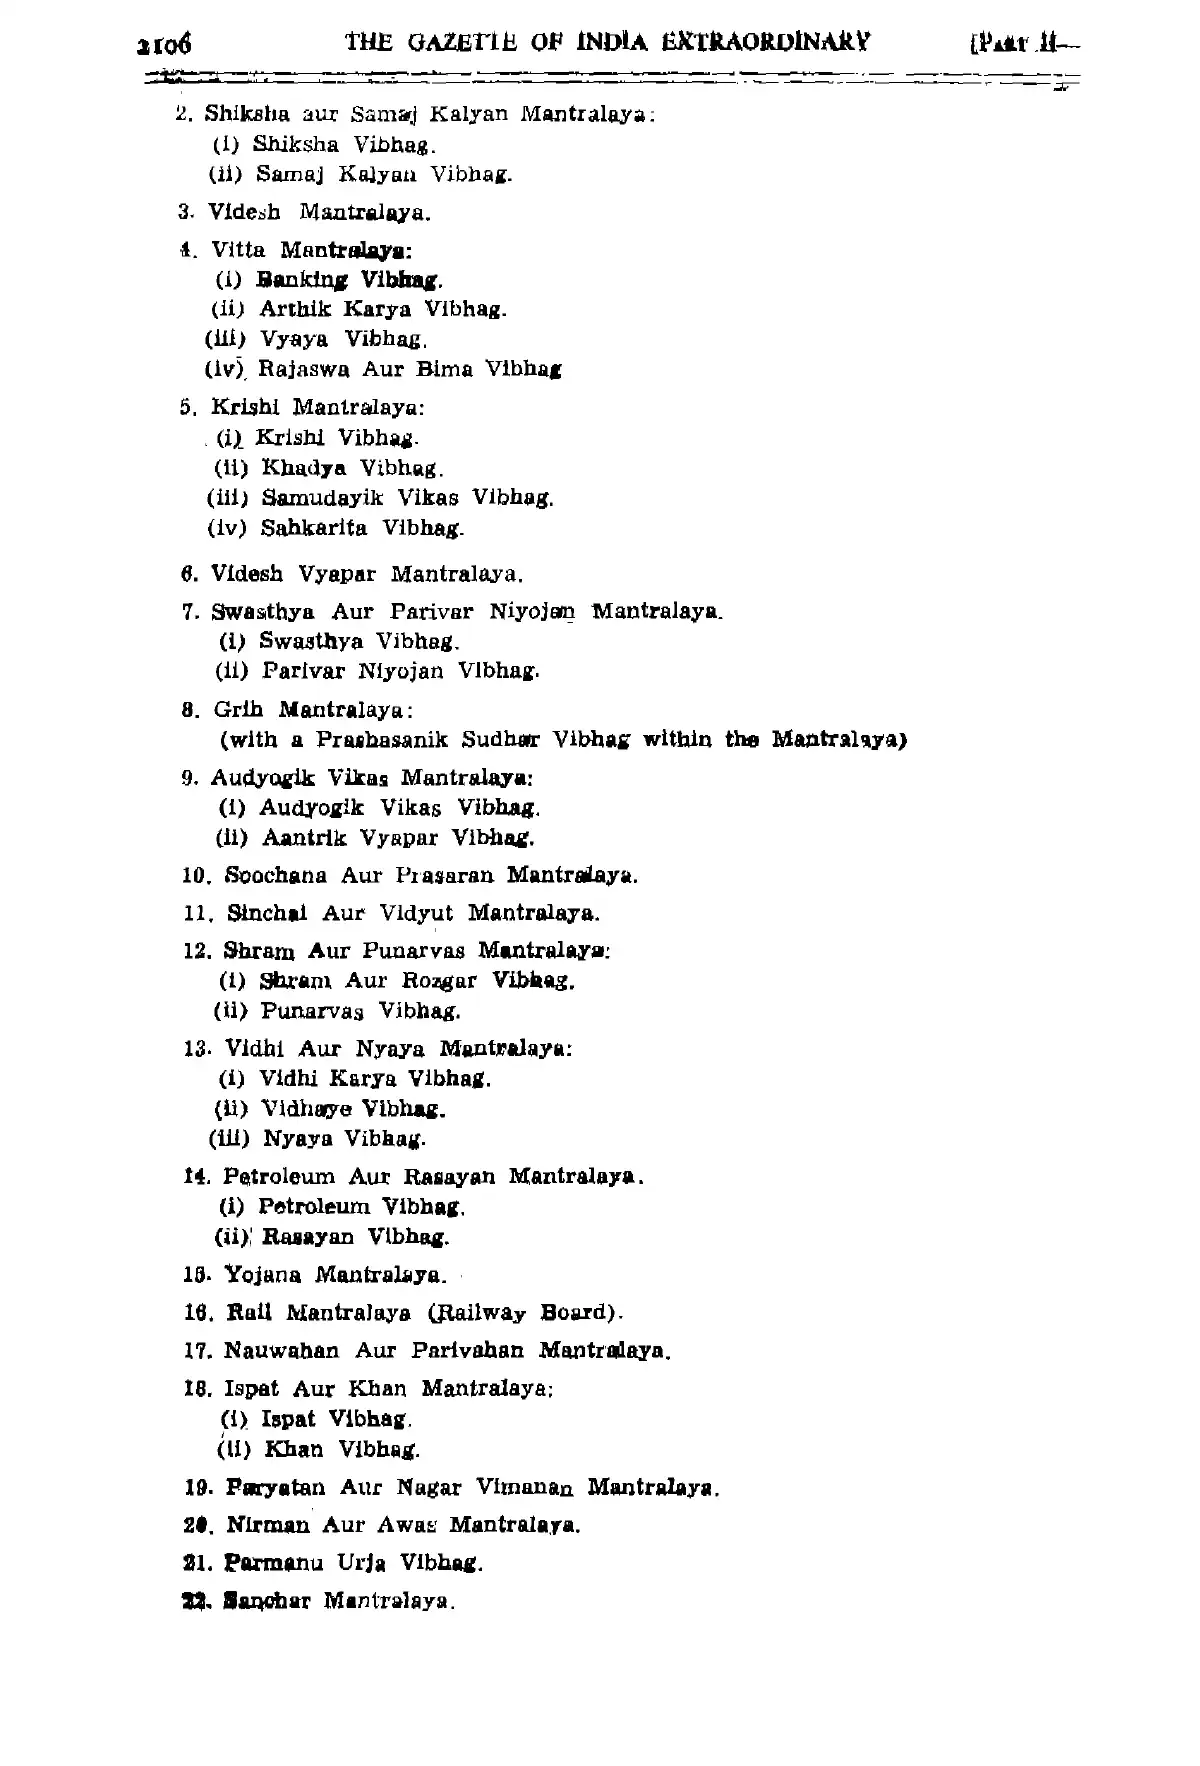 2106 THE GAZETTE OF INDIA EXTRAORDINARY [PART II—
2. Shiksha aur Samaj Kalyan Mantralaya:
(i) Shiksha Vibhag.
(ii) Samaj Kalyan Vibhag.
3. Videsh Mantralaya.
4. Vitta Mantralaya:
(i) Banking Vibhag.
(ii) Arthik Karya Vibhag.
(iii) Vyaya Vibhag.
(iv) Rajaswa Aur Bima Vibhag
5. Krishi Mantralaya:
(i) Krishi Vibhag.
(ii) Khadya Vibhag.
(iii) Samudayik Vikas Vibhag.
(iv) Sahkarita Vibhag.
6. Videsh Vyapar Mantralaya.
7. Swasthya Aur Parivar Niyojan Mantralaya.
(i) Swasthya Vibhag.
(ii) Parivar Niyojan Vibhag.
8. Grih Mantralaya:
(with a Prashasanik Sudhar Vibhag within the Mantralaya)
9. Audyogik Vikas Mantralaya:
(i) Audyogik Vikas Vibhag.
(ii) Aantrik Vyapar Vibhag.
10. Soochana Aur Prasaran Mantralaya.
11. Sinchai Aur Vidyut Mantralaya.
12. Shram Aur Punarvas Mantralaya:
(i) Shram Aur Rozgar Vibhag.
(ii) Punarvas Vibhag.
13. Vidhi Aur Nyaya Mantralaya:
(i) Vidhi Karya Vibhag.
(ii) Vidhaye Vibhag.
(iii) Nyaya Vibhag.
14. Petroleum Aur Rasayan Mantralaya.
(i) Petroleum Vibhag.
(ii) Rasayan Vibhag.
15. Yojana Mantralaya.
16. Rail Mantralaya (Railway Board).
17. Nauwahan Aur Parivahan Mantralaya.
18. Ispat Aur Khan Mantralaya:
(i) Ispat Vibhag.
(ii) Khan Vibhag.
19. Paryatan Aur Nagar Vimanan Mantralaya.
20. Nirman Aur Awas Mantralaya.
21. Parmanu Urja Vibhag.
22. Sanchar Mantralaya.